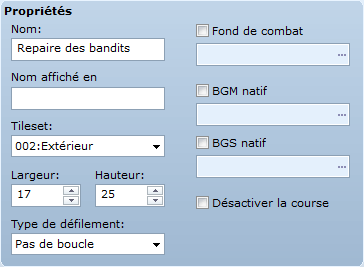 Propriétés
Nom:
Repaire des bandits
Nom affiché en
Tileset:
002:Extérieur
Largeur:
Hauteur:
17
25
Type de défilement:
Pas de boucle
Fond de combat
...
BGM natif
...
BGS natif
...
Désactiver la course